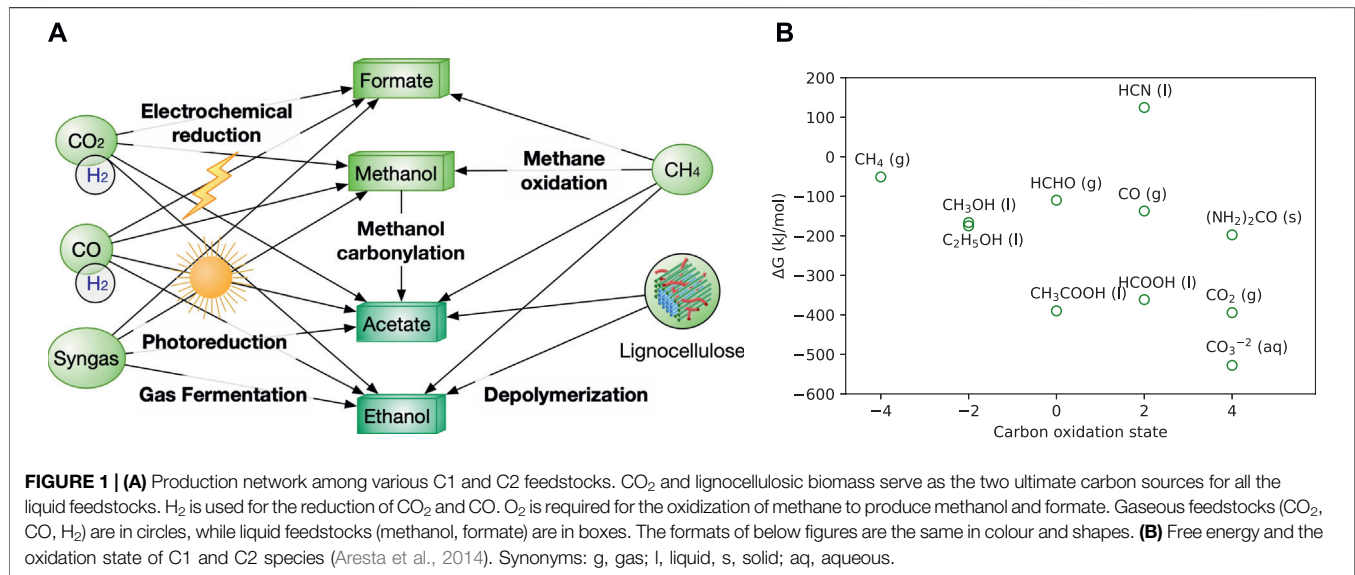 A
Formate
Electrochemical
reduction
CO₂
H₂
Methanol
Methane
oxidation
CH₄
CO
H₂
Methanol
carbonylation
Acetate
Photoreduction
Syngas
Gas Fermentation
Lignocellulose
Depolymerization
Ethanol
B
200
100
0
−100
−200
−300
−400
−500
−600
ΔG (kJ/mol)
HCN (l)
CH₄ (g)
HCHO (g)
CO (g)
CH₃OH (l)
C₂H₅OH (l)
(NH₂)₂CO (s)
CH₃COOH (l)
HCOOH (l)
CO₂ (g)
CO₃⁻² (aq)
−4 −2 0 2 4
Carbon oxidation state
FIGURE 1 | (A) Production network among various C1 and C2 feedstocks. CO₂ and lignocellulosic biomass serve as the two ultimate carbon sources for all the
liquid feedstocks. H₂ is used for the reduction of CO₂ and CO. O₂ is required for the oxidization of methane to produce methanol and formate. Gaseous feedstocks (CO₂,
CO, H₂) are in circles, while liquid feedstocks (methanol, formate) are in boxes. The formats of below figures are the same in colour and shapes. (B) Free energy and the
oxidation state of C1 and C2 species (Aresta et al., 2014). Synonyms: g, gas; l, liquid, s, solid; aq, aqueous.